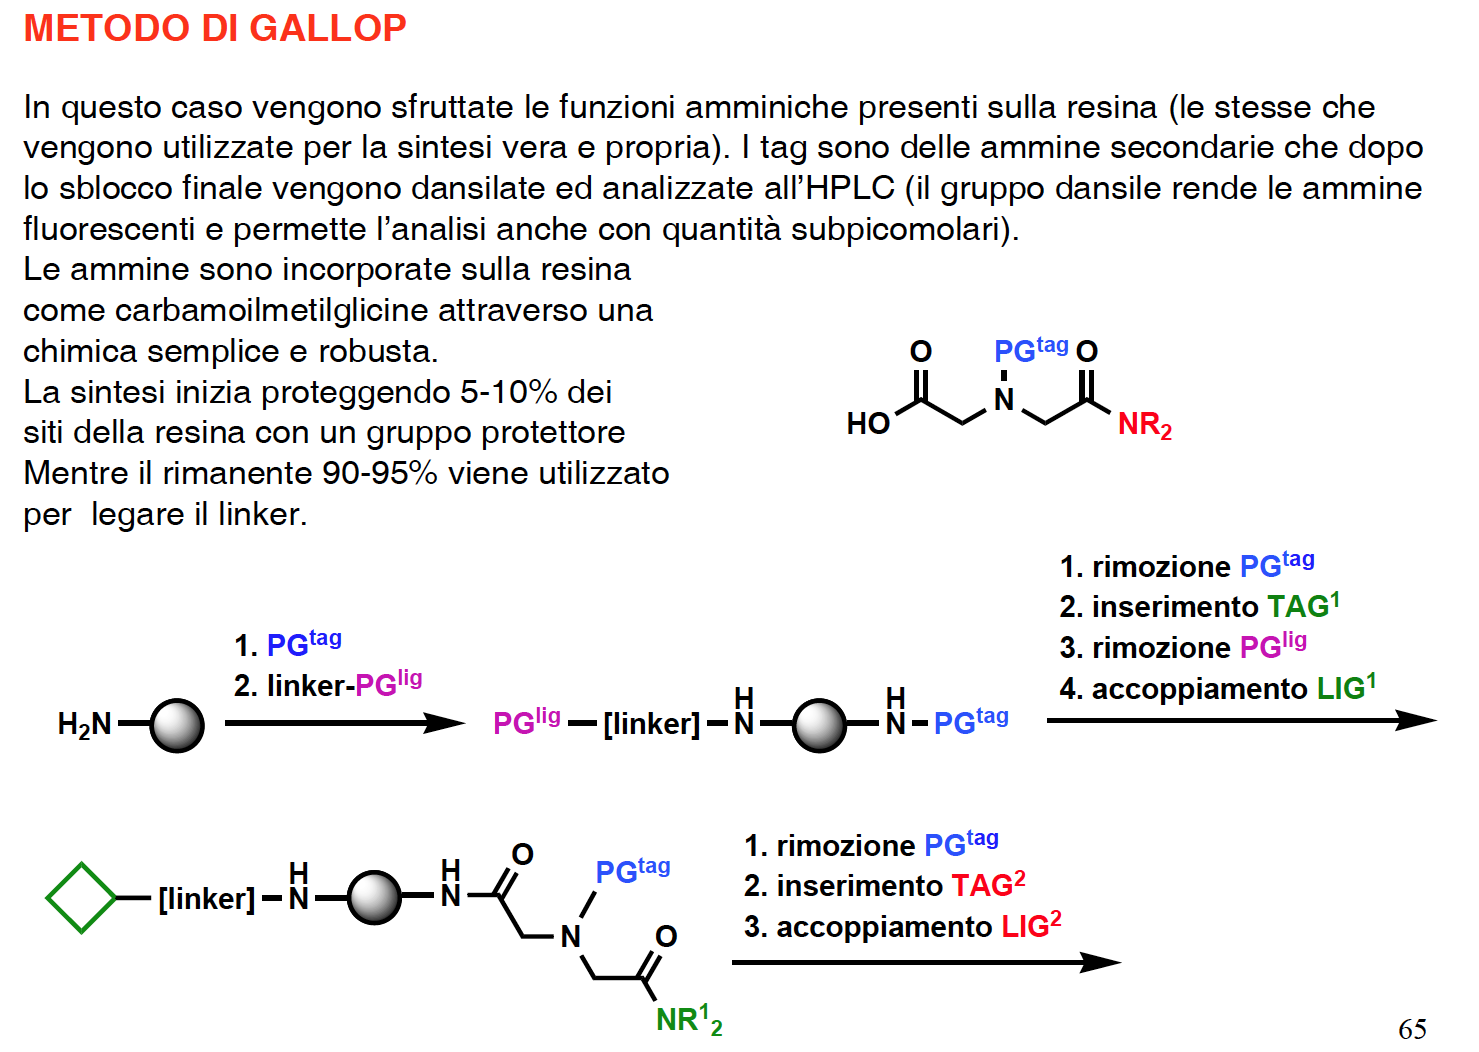 METODO DI GALLOP
In questo caso vengono sfruttate le funzioni amminiche presenti sulla resina (le stesse che
vengono utilizzate per la sintesi vera e propria). I tag sono delle ammine secondarie che dopo
lo sblocco finale vengono dansilate ed analizzate all'HPLC (il gruppo dansile rende le ammine
fluorescenti e permette l'analisi anche con quantità subpicomolari).
Le ammine sono incorporate sulla resina
come carbamoilmetilglicine attraverso una
chimica semplice e robusta.
La sintesi inizia proteggendo 5-10% dei
siti della resina con un gruppo protettore
Mentre il rimanente 90-95% viene utilizzato
per legare il linker.
O PGtag O
HO N NR2
1. PGtag
2. linker-PGlig
H2N
PGlig [linker] H N H N PGtag
1. rimozione PGtag
2. inserimento TAG1
3. rimozione PGlig
4. accoppiamento LIG1
[linker] H N H N O PGtag
N O
NR12
1. rimozione PGtag
2. inserimento TAG2
3. accoppiamento LIG2
65